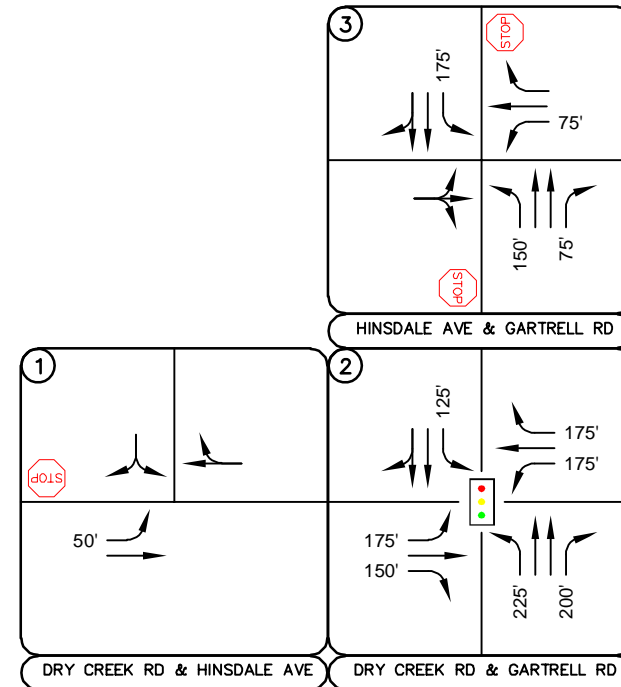 3
STOP
175'
75'
150'
75'
STOP
HINSDALE AVE & GARTRELL RD
1
STOP
50'
DRY CREEK RD & HINSDALE AVE
2
125'
175'
175'
175'
150'
225'
200'
DRY CREEK RD & GARTRELL RD